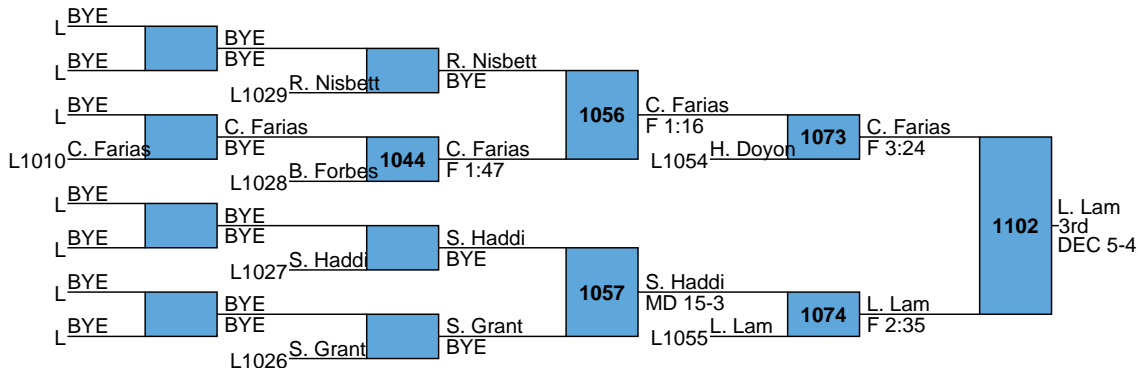 L BYE
BYE
BYE
L BYE
R. Nisbett
BYE
L1029 R. Nisbett
L BYE
C. Farias
BYE
L1010 C. Farias
1044
C. Farias
F 1:47
L1028 B. Forbes
1056
C. Farias
F 1:16
1073
L1054 H. Doyon
C. Farias
F 3:24
L BYE
BYE
BYE
L BYE
S. Haddi
BYE
L1027 S. Haddi
L BYE
BYE
BYE
L BYE
S. Grant
BYE
L1026 S. Grant
1057
S. Haddi
MD 15-3
1074
L1055 L. Lam
L. Lam
F 2:35
1102
L. Lam
3rd
DEC 5-4